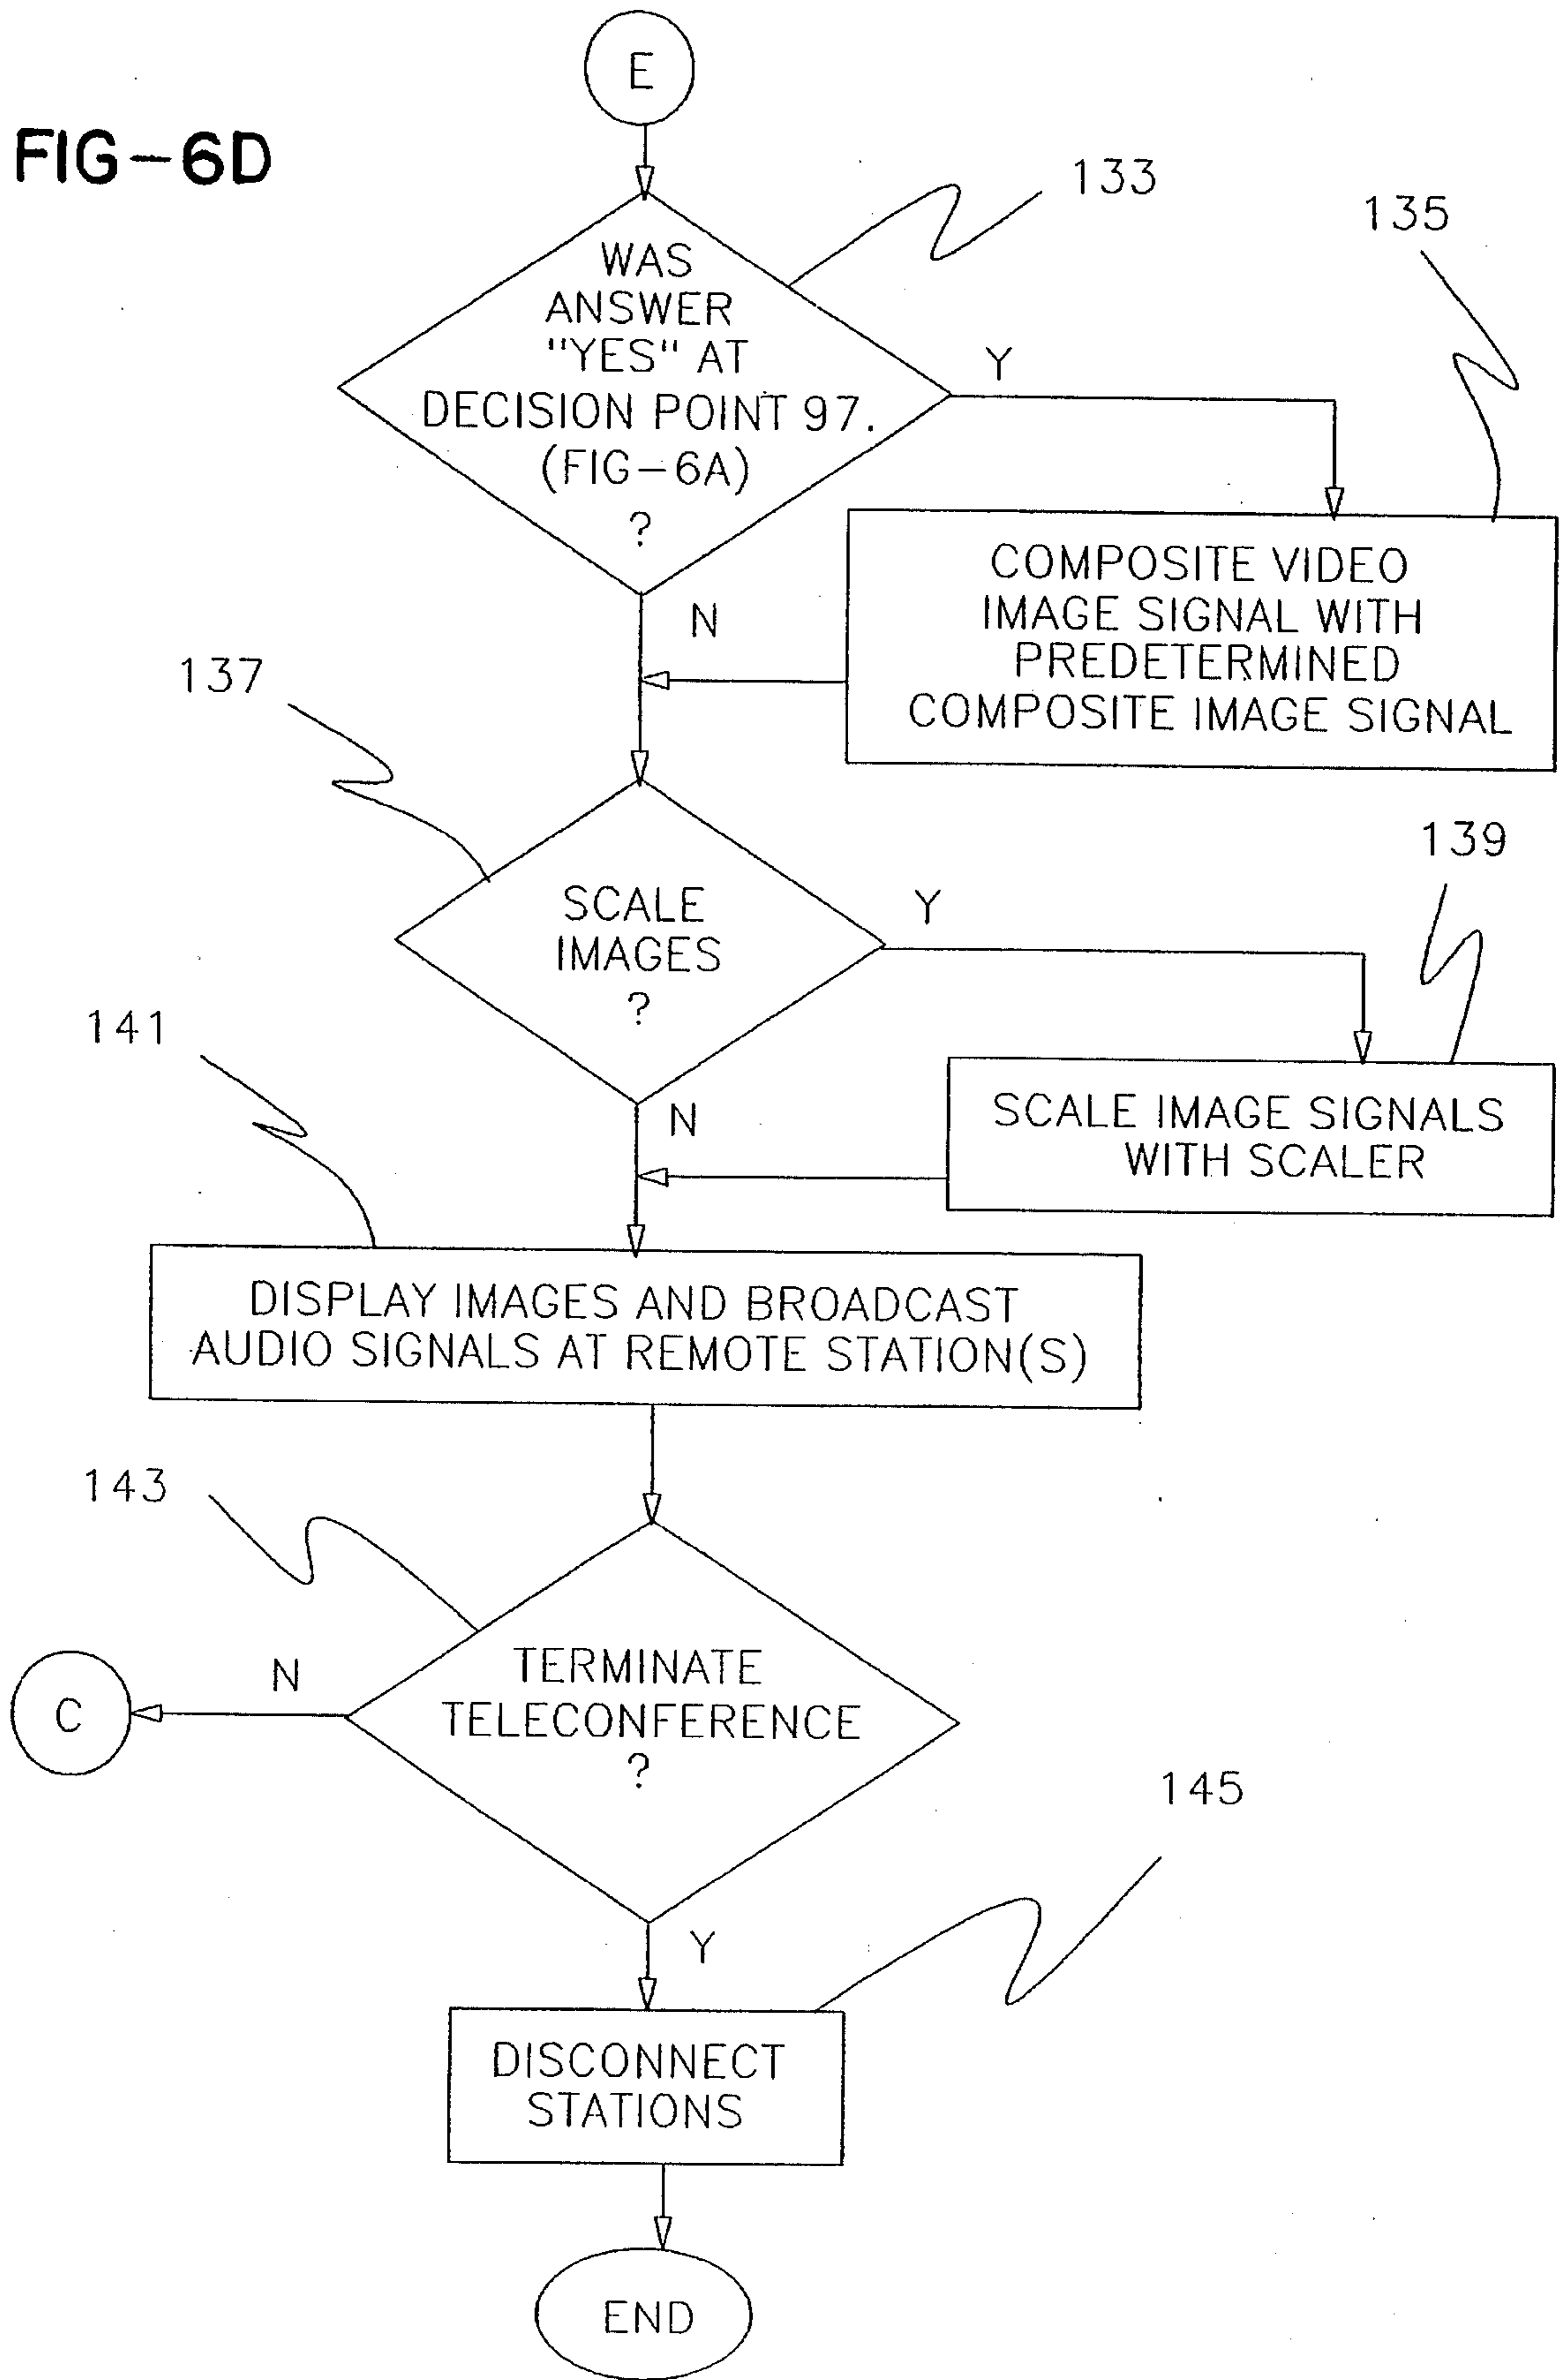 E
FIG-6D
133
135
WAS
ANSWER
"YES" AT
DECISION POINT 97.
(FIG-6A)
?
Y
COMPOSITE VIDEO
IMAGE SIGNAL WITH
PREDETERMINED
COMPOSITE IMAGE SIGNAL
N
137
139
SCALE
IMAGES
?
Y
141
SCALE IMAGE SIGNALS
WITH SCALER
N
DISPLAY IMAGES AND BROADCAST
AUDIO SIGNALS AT REMOTE STATION(S)
143
TERMINATE
TELECONFERENCE
?
N
C
145
Y
DISCONNECT
STATIONS
END